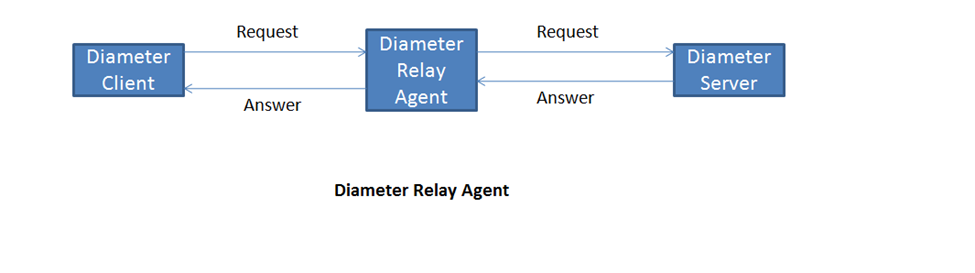 Request
Request
Diameter
Client
Diameter
Relay
Agent
Diameter
Server
Answer
Answer
Diameter Relay Agent